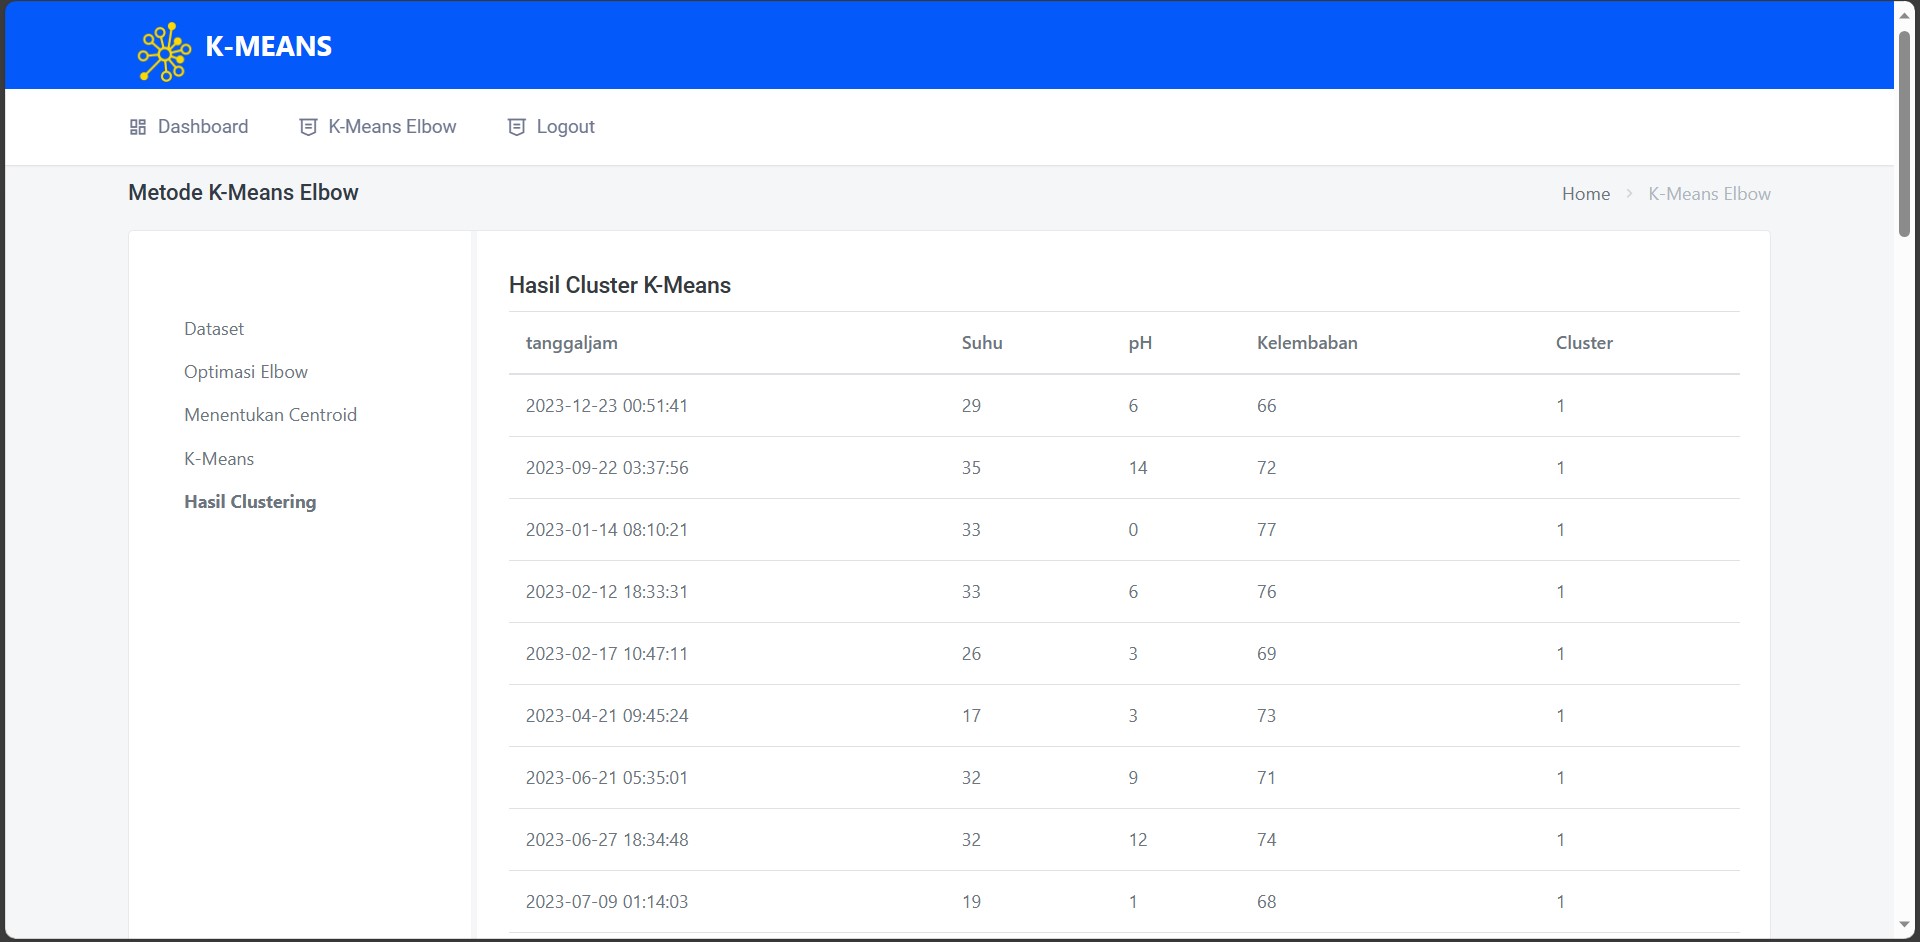 K-MEANS
Dashboard K-Means Elbow Logout
Metode K-Means Elbow
Home > K-Means Elbow
Dataset
Optimasi Elbow
Menentukan Centroid
K-Means
Hasil Clustering
Hasil Cluster K-Means
tanggaljam Suhu pH Kelembaban Cluster
2023-12-23 00:51:41 29 6 66 1
2023-09-22 03:37:56 35 14 72 1
2023-01-14 08:10:21 33 0 77 1
2023-02-12 18:33:31 33 6 76 1
2023-02-17 10:47:11 26 3 69 1
2023-04-21 09:45:24 17 3 73 1
2023-06-21 05:35:01 32 9 71 1
2023-06-27 18:34:48 32 12 74 1
2023-07-09 01:14:03 19 1 68 1